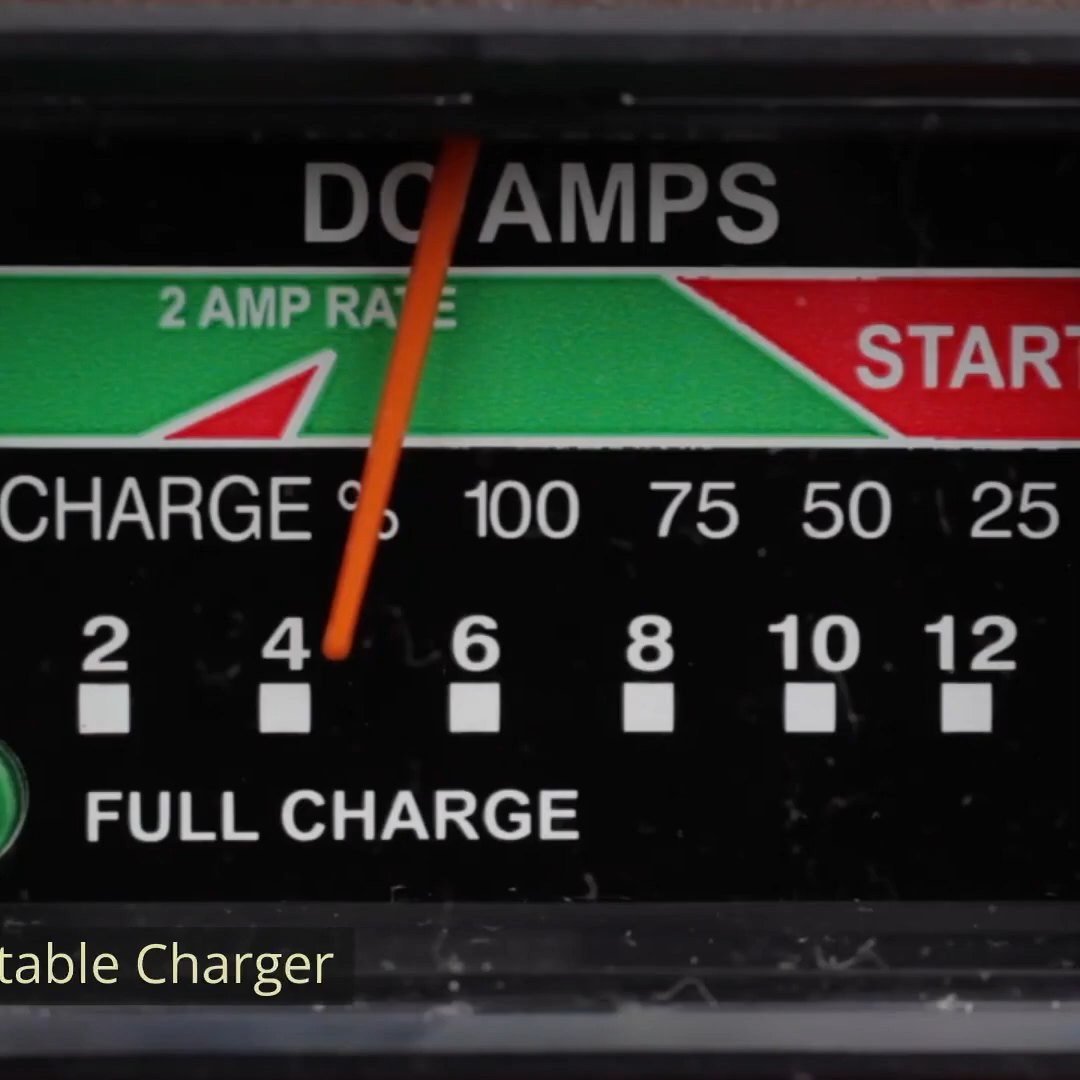 DC AMPS
2 AMP RATE
START
CHARGE % 100 75 50 25
2 4 6 8 10 12
FULL CHARGE
table Charger